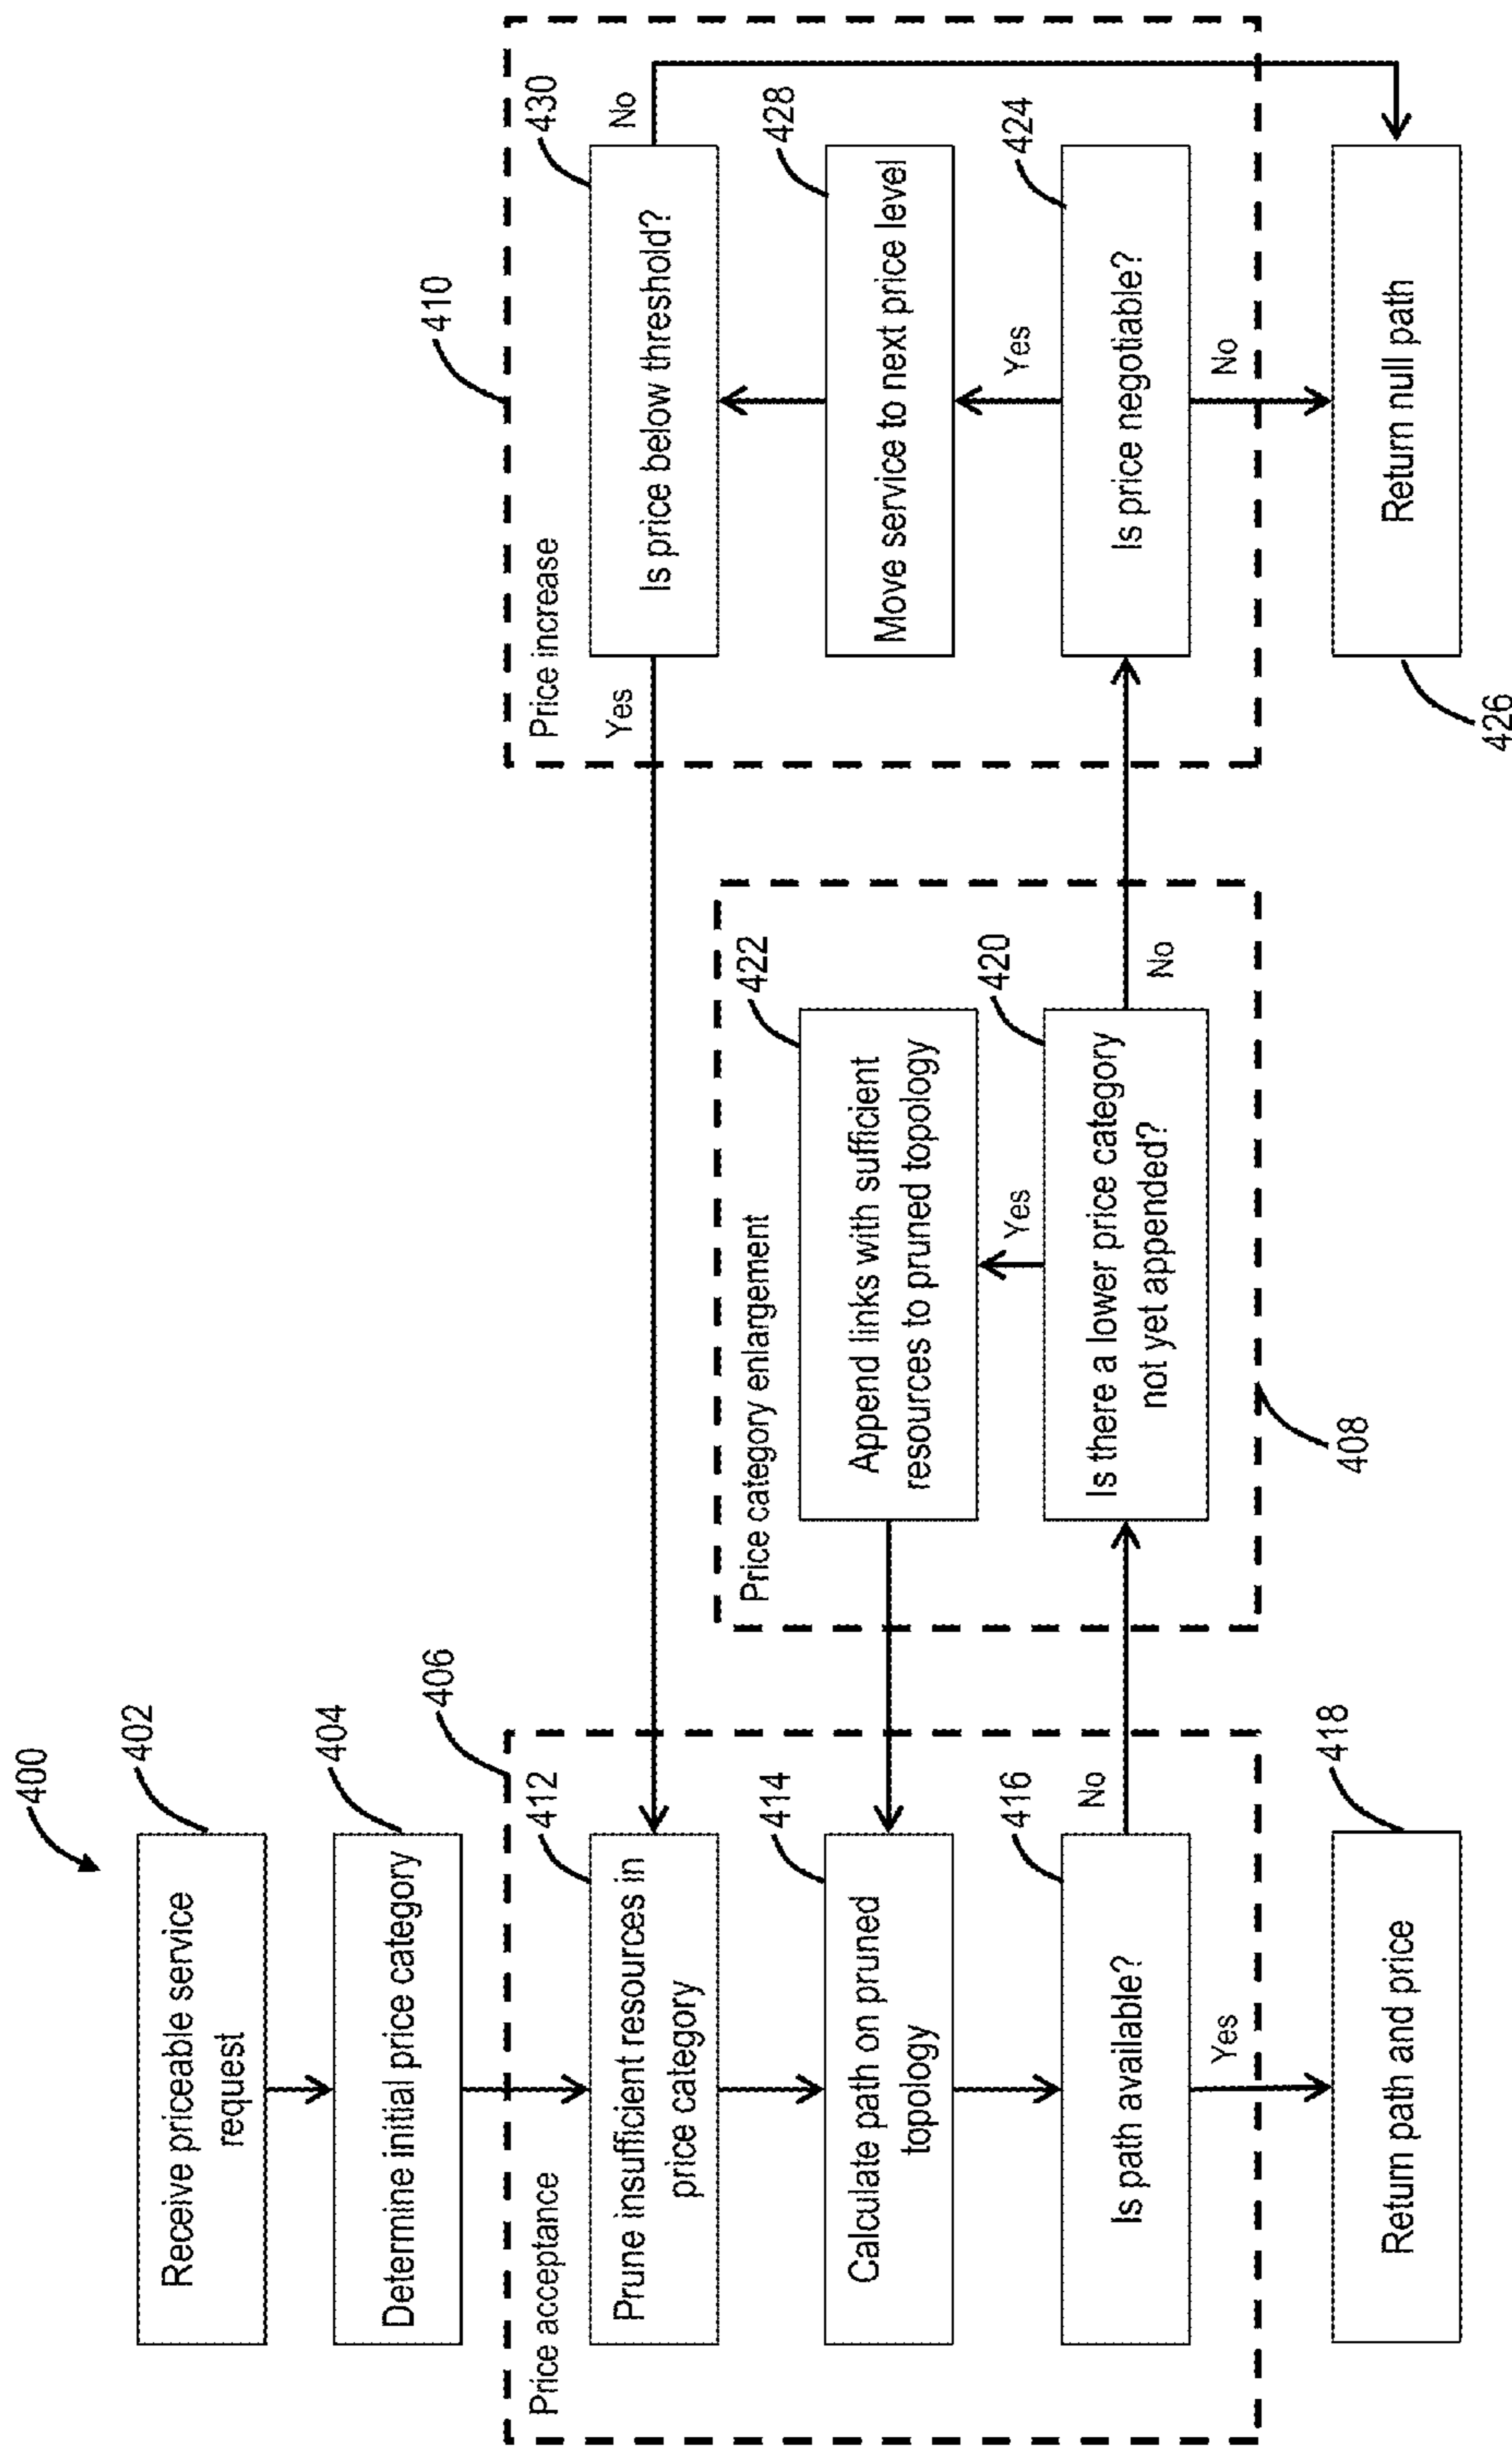 400
Receive priceable service
request
402
Determine initial price category
404
406
Price acceptance
Prune insufficient resources in
price category
412
Calculate path on pruned
topology
414
Is path available?
416
No
Yes
Return path and price
418
Price category enlargement
Append links with sufficient
resources to pruned topology
422
Yes
Is there a lower price category
not yet appended?
420
No
408
410
Price increase
Yes
Is price below threshold?
430
No
Move service to next price level
428
Yes
Is price negotiable?
424
No
Return null path
426